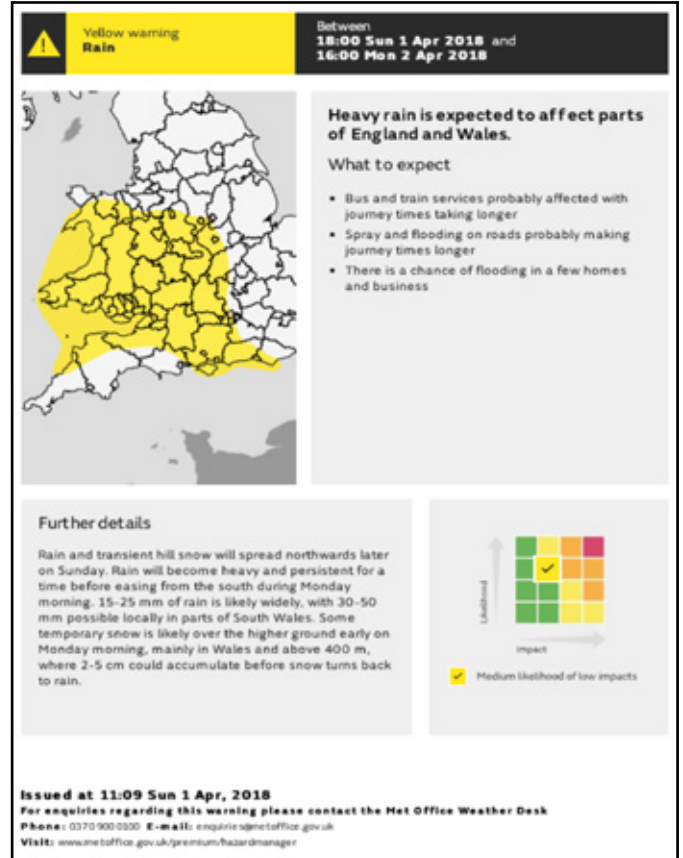 Yellow warning
Rain
Between
18:00 Sun 1 Apr 2018 and
16:00 Mon 2 Apr 2018
Heavy rain is expected to affect parts
of England and Wales.
What to expect
• Bus and train services probably affected with
journey times taking longer
• Spray and flooding on roads probably making
journey times longer
• There is a chance of flooding in a few homes
and business
Further details
Rain and transient hill snow will spread northwards later
on Sunday. Rain will become heavy and persistent for a
time before easing from the south during Monday
morning. 15-25 mm of rain is likely widely, with 30-50
mm possible locally in parts of South Wales. Some
temporary snow is likely over the higher ground early on
Monday morning, mainly in Wales and above 400 m,
where 2-5 cm could accumulate before snow turns back
to rain.
Likelihood
Impact
Medium likelihood of low impacts
Issued at 11:09 Sun 1 Apr, 2018
For enquiries regarding this warning please contact the Met Office Weather Desk
Phone: 0370 900 0100 E-mail: enquiries@metoffice.gov.uk
Visit: www.metoffice.gov.uk/premium/hazardmanager